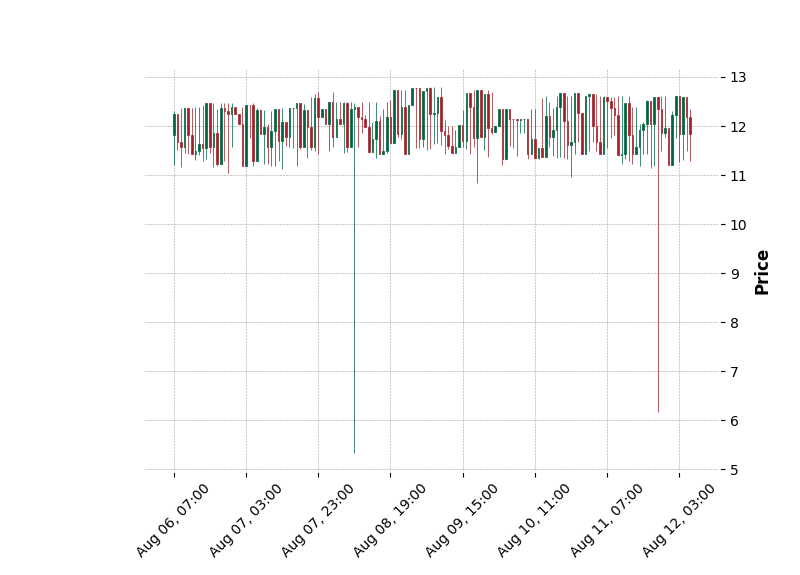 13
12
11
10
9
8
7
6
5
Price
Aug 06, 07:00
Aug 07, 03:00
Aug 07, 23:00
Aug 08, 19:00
Aug 09, 15:00
Aug 10, 11:00
Aug 11, 07:00
Aug 12, 03:00